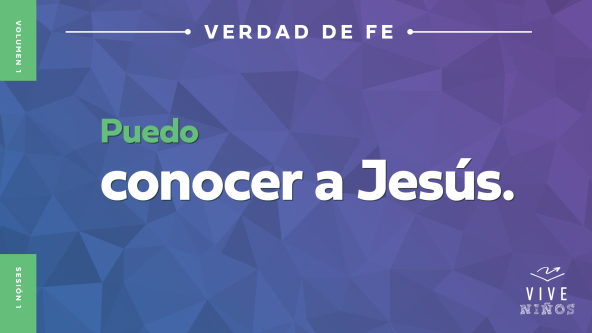 VOLUMEN 1
VERDAD DE FE
Puedo
conocer a Jesús.
SESIÓN 1
VIVE
NIÑOS